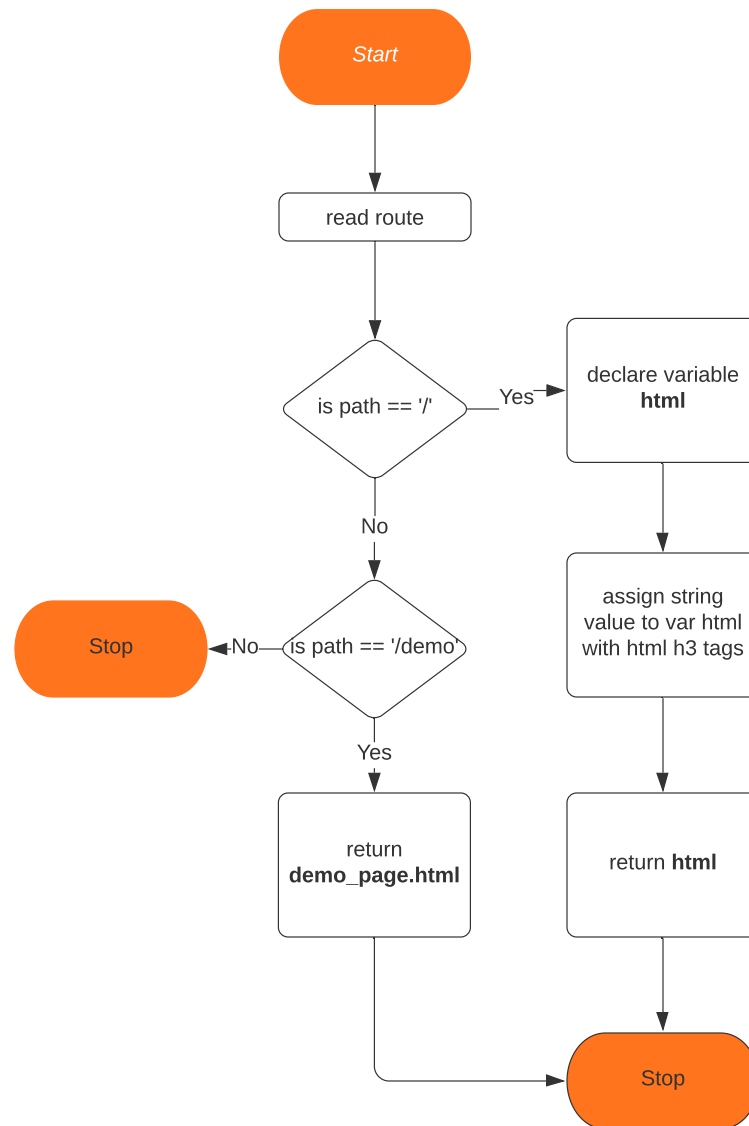 Start
read route
is path == '/'
Yes
declare variable
html
No
assign string
value to var html
with html h3 tags
is path == '/demo'
No
Stop
Yes
return
demo_page.html
return html
Stop